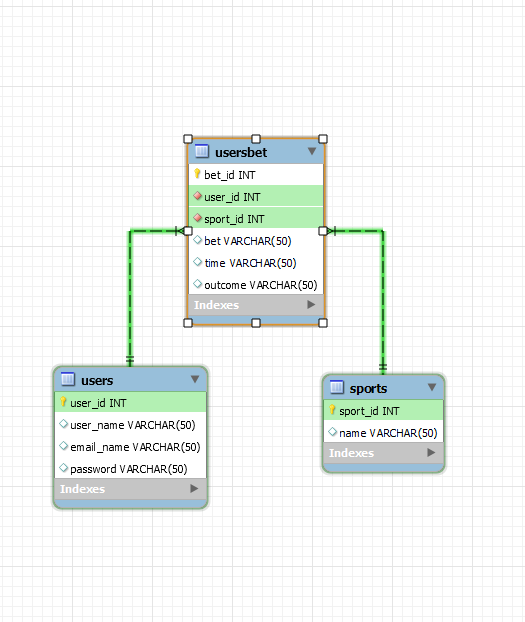 usersbet
bet_id INT
user_id INT
sport_id INT
bet VARCHAR(50)
time VARCHAR(50)
outcome VARCHAR(50)
Indexes
users
user_id INT
user_name VARCHAR(50)
email_name VARCHAR(50)
password VARCHAR(50)
Indexes
sports
sport_id INT
name VARCHAR(50)
Indexes